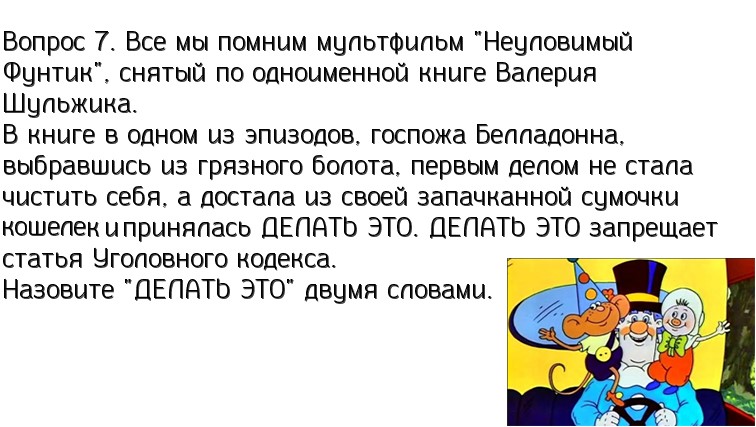 Вопрос 7. Все мы помним мультфильм "Неуловимый
Фунтик", снятый по одноименной книге Валерия
Шульжика.
В книге в одном из эпизодов, госпожа Белладонна,
выбравшись из грязного болота, первым делом не стала
чистить себя, а достала из своей запачканной сумочки
кошелек и принялась ДЕЛАТЬ ЭТО. ДЕЛАТЬ ЭТО запрещает
статья Уголовного кодекса.
Назовите "ДЕЛАТЬ ЭТО" двумя словами.